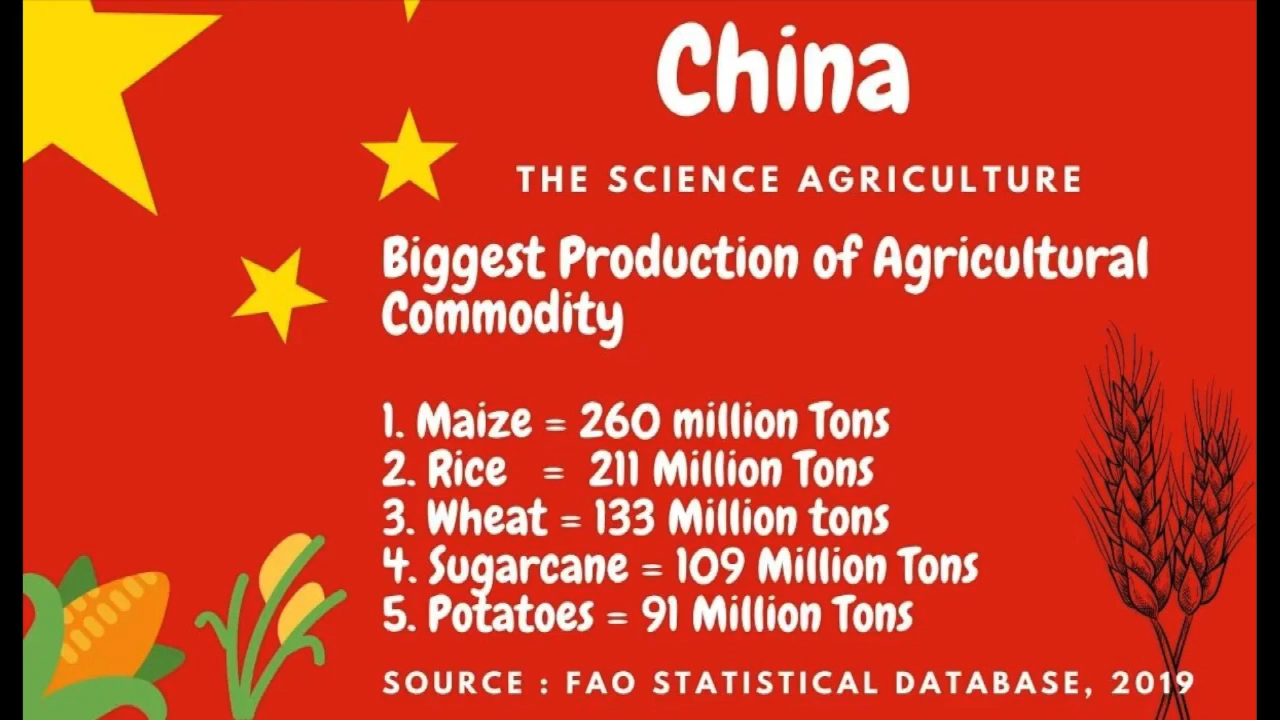 China
THE SCIENCE AGRICULTURE
Biggest Production of Agricultural
Commodity
1. Maize = 260 million Tons
2. Rice = 211 Million Tons
3. Wheat = 133 Million tons
4. Sugarcane = 109 Million Tons
5. Potatoes = 91 Million Tons
SOURCE : FAO STATISTICAL DATABASE, 2019